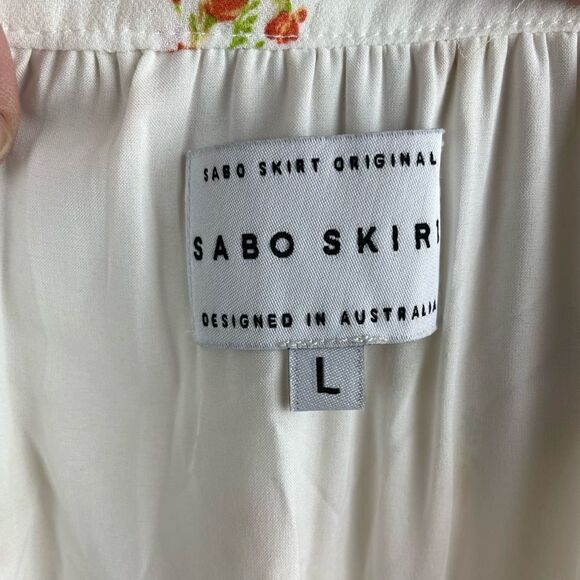 SABO SKIRT ORIGINAL
SABO SKIRT
DESIGNED IN AUSTRALIA
L